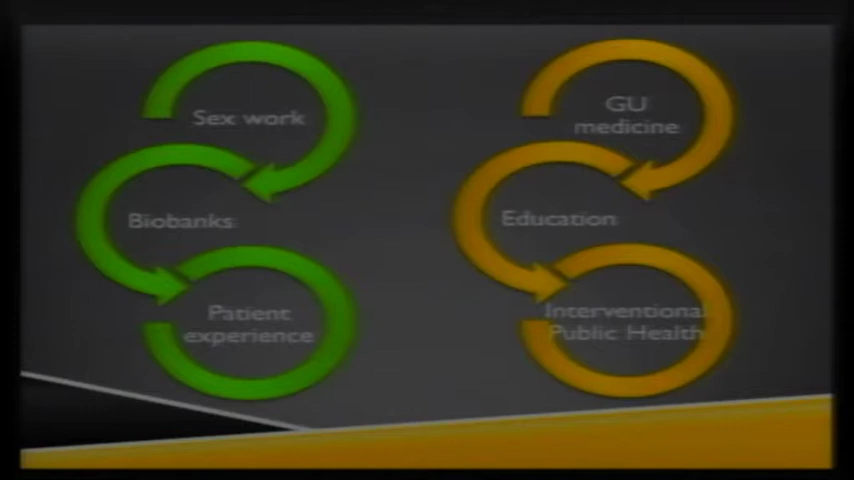 Sex work
Biobanks
Patient
experience
GU
medicine
Education
Interventional
Public Health